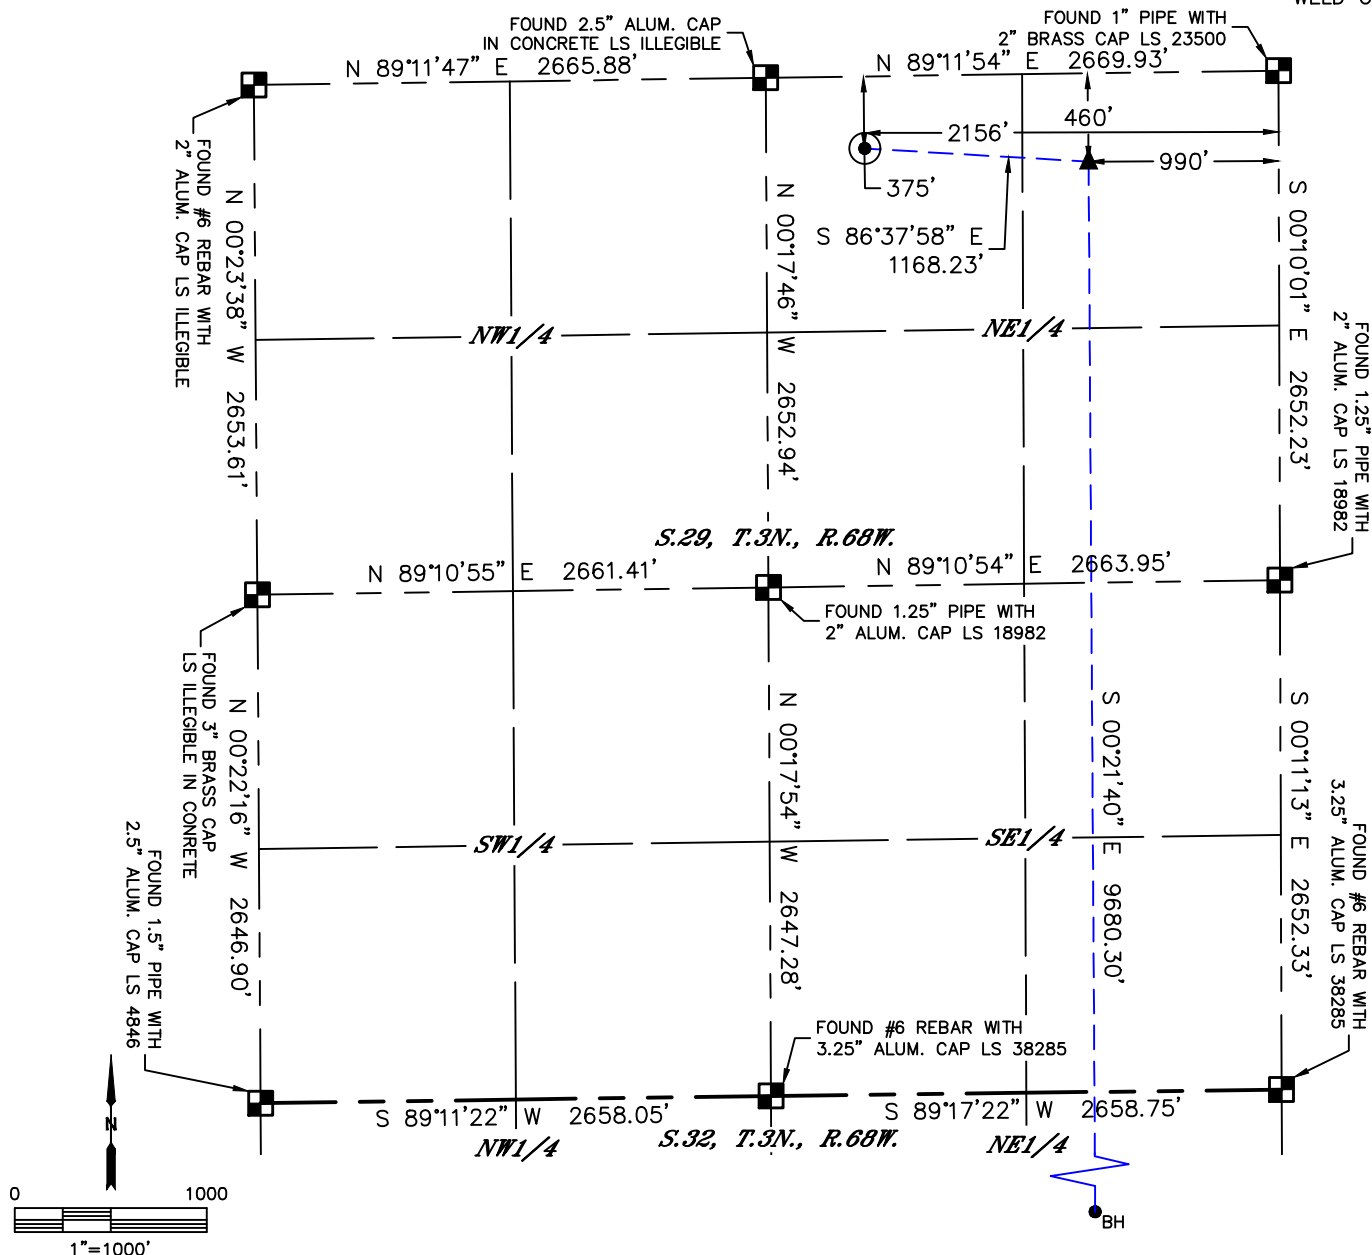 WELD C
FOUND 2.5" ALUM. CAP
IN CONCRETE LS ILLEGIBLE
FOUND 1" PIPE WITH
2" BRASS CAP LS 23500
N 89°11'47" E 2665.88'
N 89°11'54" E 2669.93'
460'
2156'
990'
375'
S 86°37'58" E
1168.23'
FOUND #6 REBAR WITH
2" ALUM. CAP LS ILLEGIBLE
N 00°23'38" W 2653.61'
N 00°17'46" W 2652.94'
S 00°10'01" E 2652.23'
FOUND 1.25" PIPE WITH
2" ALUM. CAP LS 18982
NW1/4
NE1/4
S.29, T.3N., R.68W.
N 89°10'55" E 2661.41'
N 89°10'54" E 2663.95'
FOUND 1.25" PIPE WITH
2" ALUM. CAP LS 18982
FOUND 3" BRASS CAP
LS ILLEGIBLE IN CONRETE
N 00°22'16" W 2646.90'
N 00°17'54" W 2647.28'
S 00°21'40" E 9680.30'
S 00°11'13" E 2652.33'
FOUND #6 REBAR WITH
3.25" ALUM. CAP LS 38285
SW1/4
SE1/4
FOUND 1.5" PIPE WITH
2.5" ALUM. CAP LS 4846
FOUND #6 REBAR WITH
3.25" ALUM. CAP LS 38285
S 89°11'22" W 2658.05'
S 89°17'22" W 2658.75'
NW1/4
S.32, T.3N., R.68W.
NE1/4
N
0 1000
1"=1000'
BH